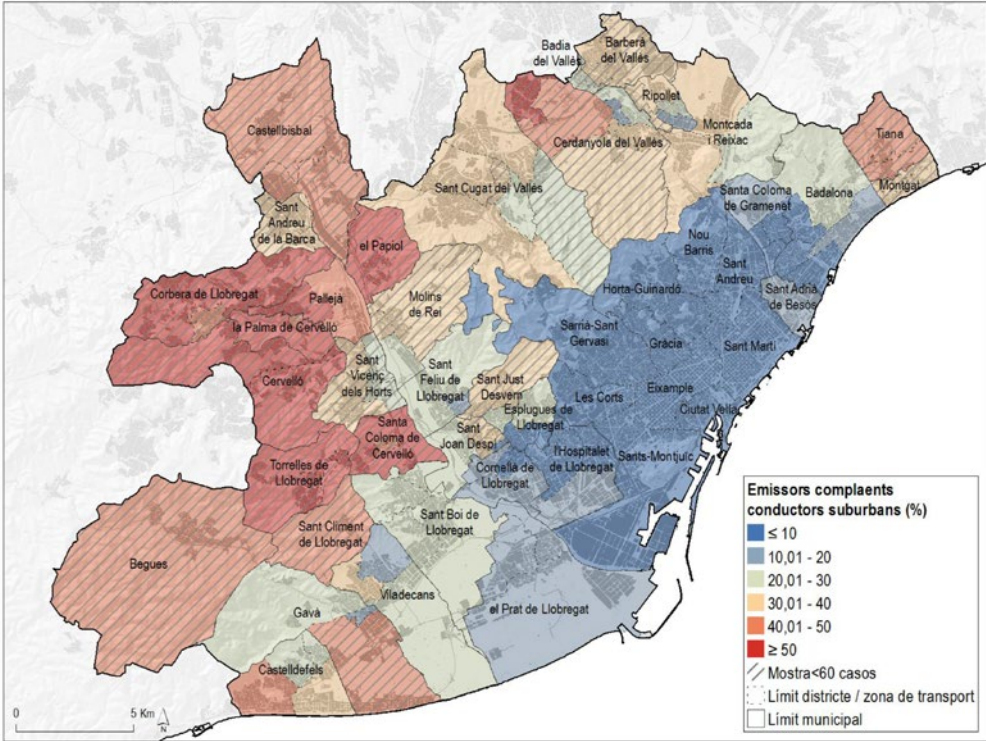 Badia
del Vallès
Barberà
del Vallès
Ripollet
Castellbisbal
Cerdanyola del Vallès
Montcada
i Reixac
Tiana
Montgat
Sant Cugat del Vallès
Santa Coloma
de Gramenet
Badalona
Sant
Andreu
de la Barca
el Papiol
Nou
Barris
Sant
Andreu
Corbera de Llobregat
Pallejà
Molins
de Rei
Horta-Guinardó
Sant Adrià
de Besòs
la Palma de Cervelló
Sarrià-Sant
Gervasi
Gràcia
Sant Martí
Cervelló
Sant
Vicenç
dels Horts
Sant
Feliu de
Llobregat
Sant Just
Desvern
Les Corts
Eixample
Ciutat Vella
Esplugues de
Llobregat
Santa
Coloma de
Cervelló
Sant
Joan Despí
l'Hospitalet
de Llobregat
Sants-Montjuïc
Torrelles de
Llobregat
Cornellà de
Llobregat
Sant Boi de
Llobregat
Sant Climent
de Llobregat
Begues
Viladecans
Gavà
el Prat de Llobregat
Castelldefels
Emissors complaents
conductors suburbans (%)
≤ 10
10,01 - 20
20,01 - 30
30,01 - 40
40,01 - 50
≥ 50
Mostra<60 casos
Límit districte / zona de transport
Límit municipal
0 5 Km
N